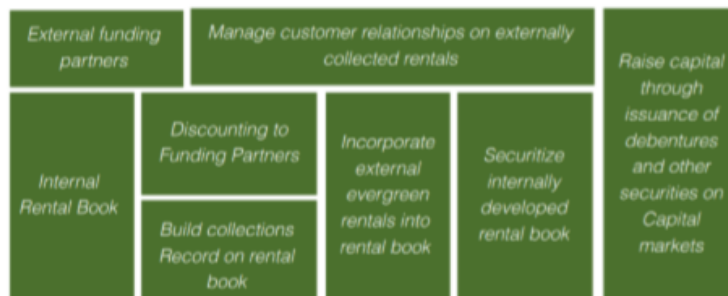 External funding
partners
Manage customer relationships on externally
collected rentals
Raise capital
through
issuance of
debentures
and other
securities on
Capital
markets
Internal
Rental Book
Discounting to
Funding Partners
Build collections
Record on rental
book
Incorporate
external
evergreen
rentals into
rental book
Securitize
internally
developed
rental book